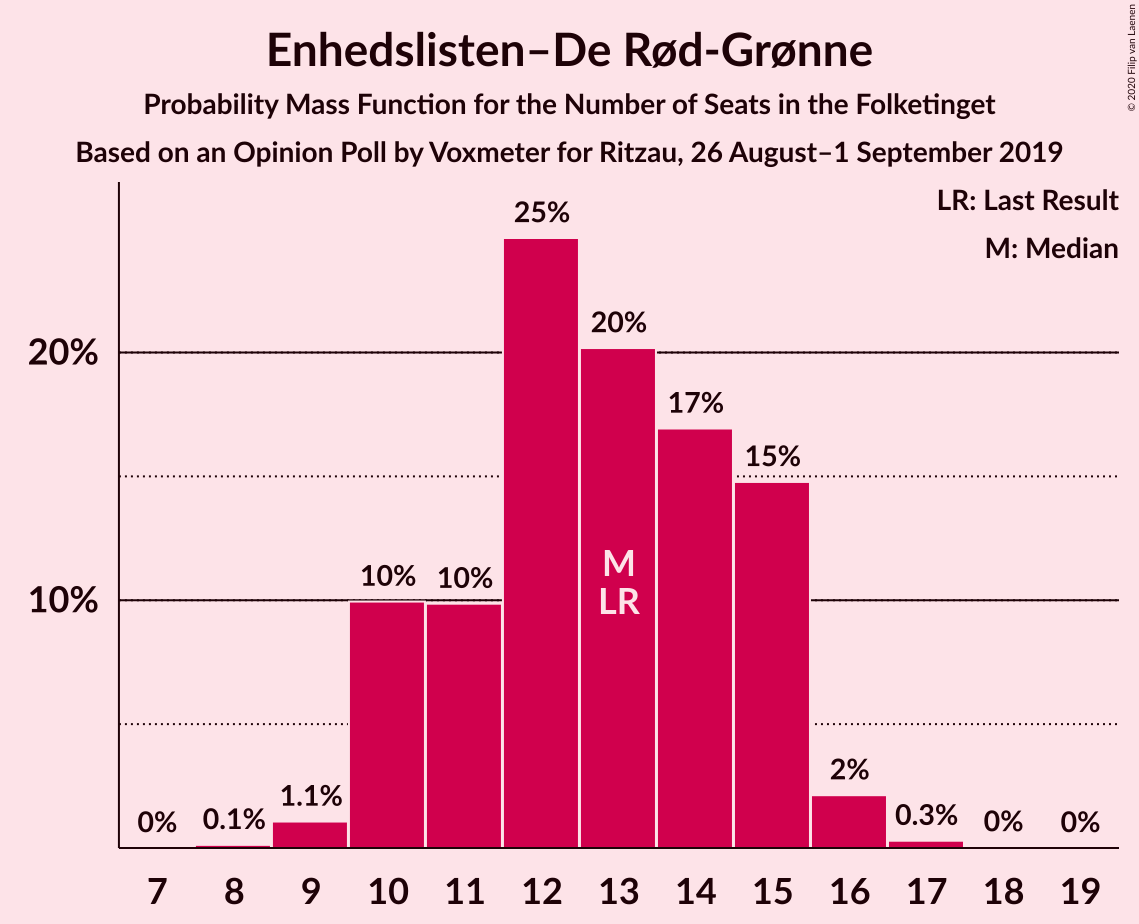 Enhedslisten–De Rød-Grønne
Probability Mass Function for the Number of Seats in the Folketinget
Based on an Opinion Poll by Voxmeter for Ritzau, 26 August–1 September 2019
© 2020 Filip van Laenen
LR: Last Result
M: Median
25%
20%
20%
17%
15%
10%
10%
10%
M
LR
2%
1.1%
0.3%
0.1%
0%
0%
0%
7 8 9 10 11 12 13 14 15 16 17 18 19